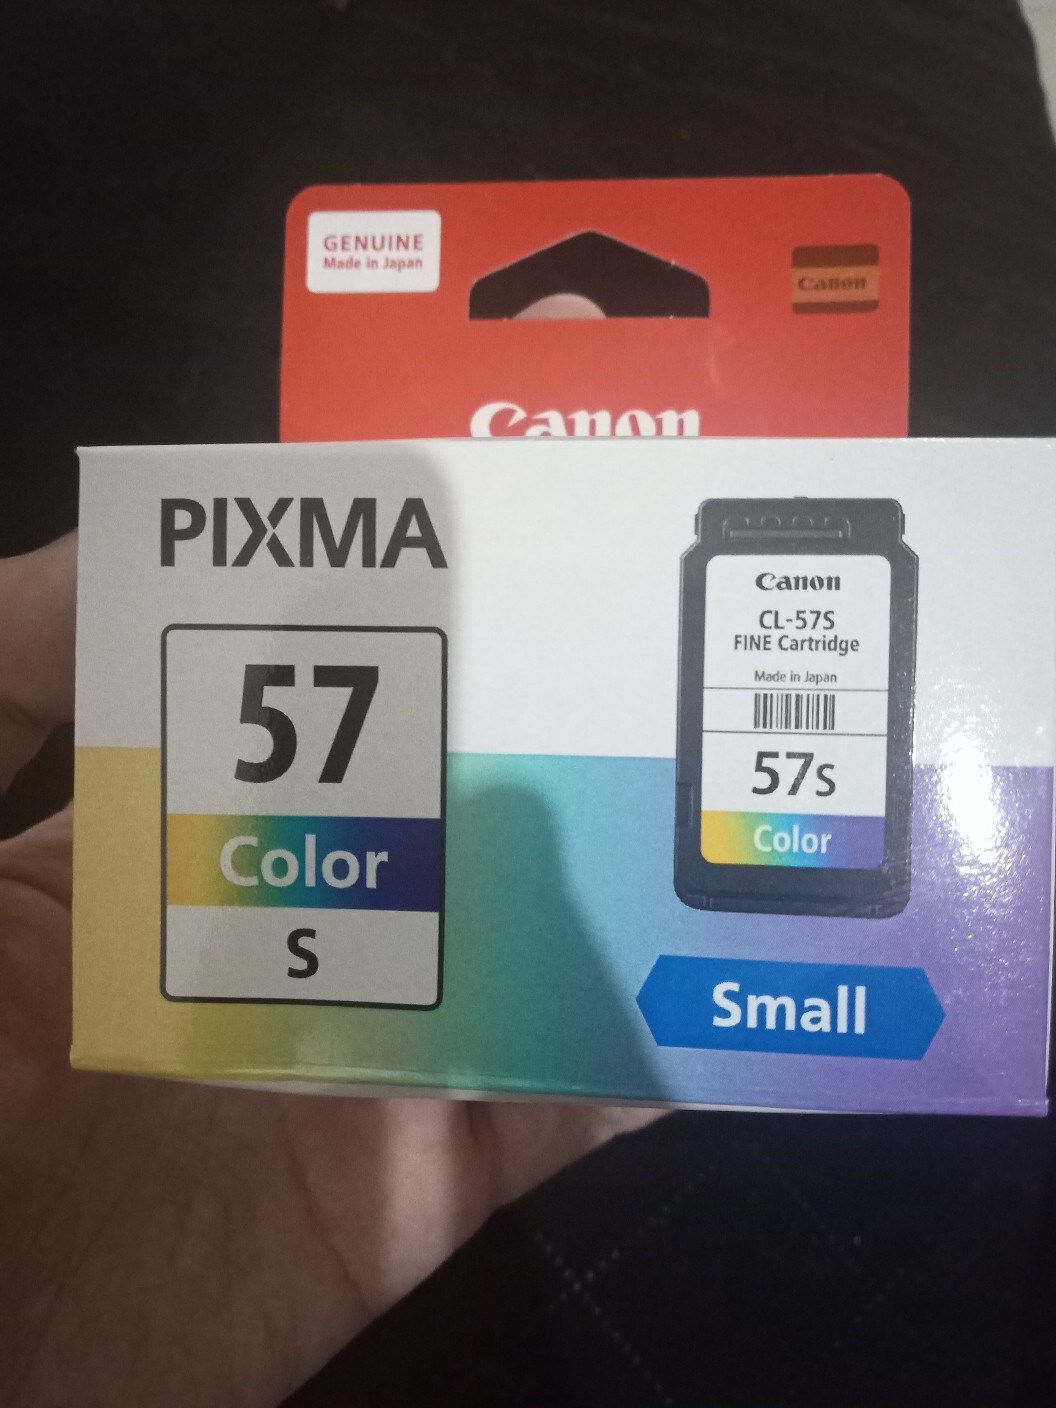 GENUINE
Made in Japan
Canon
Canon
PIXMA
57
Color
S
Canon
CL-57S
FINE Cartridge
Made in Japan
57s
Color
Small